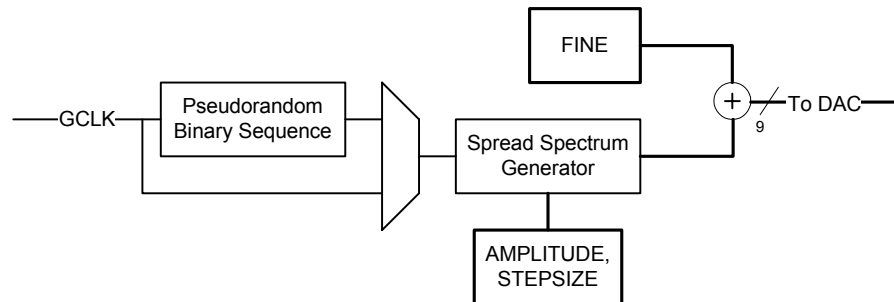 FINE
GCLK
Pseudorandom
Binary Sequence
+
9
To DAC
Spread Spectrum
Generator
AMPLITUDE,
STEPSIZE